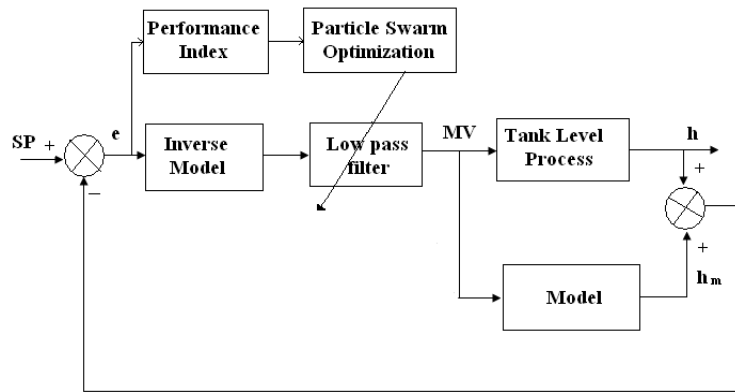 Performance
Index
Particle Swarm
Optimization
SP
+
−
e
Inverse
Model
Low pass
filter
MV
Tank Level
Process
h
+
+
h m
Model